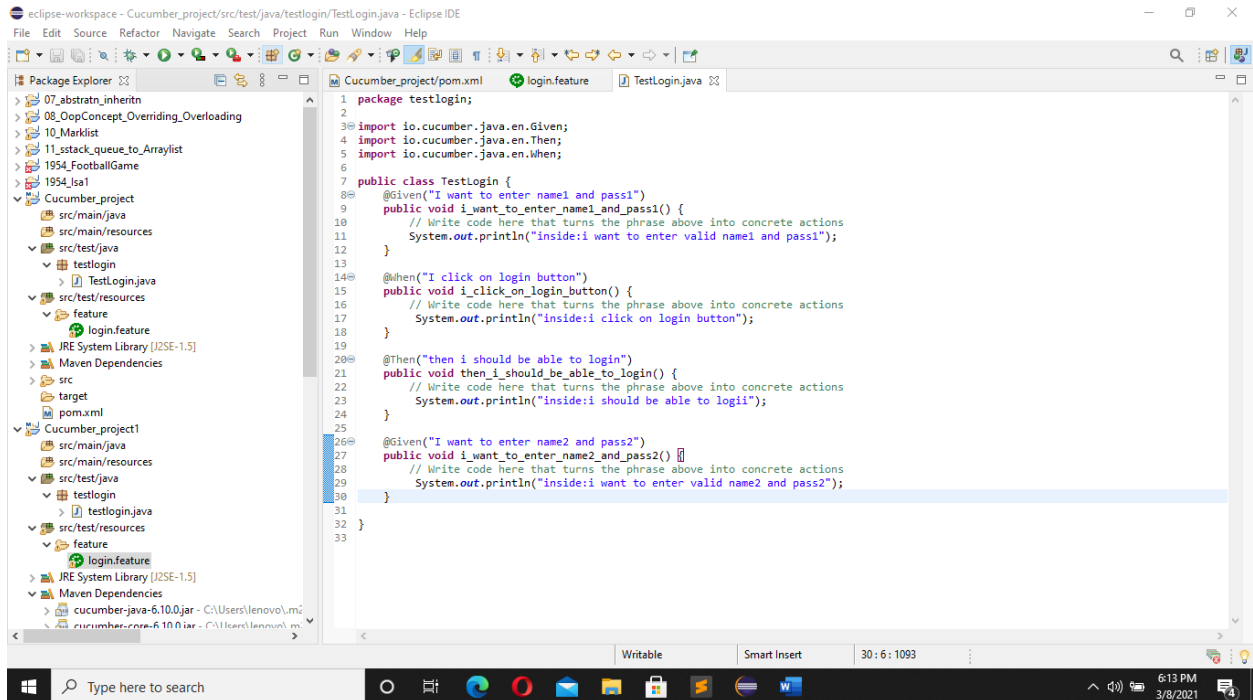 eclipse-workspace - Cucumber_project/src/test/java/testlogin/TestLogin.java - Eclipse IDE
File Edit Source Refactor Navigate Search Project Run Window Help
Package Explorer
07_abstratn_inheritn
08_OopConcept_Overriding_Overloading
10_Marklist
11_sstack_queue_to_Arraylist
1954_FootballGame
1954_lsa1
Cucumber_project
src/main/java
src/main/resources
src/test/java
testlogin
TestLogin.java
src/test/resources
feature
login.feature
JRE System Library [J2SE-1.5]
Maven Dependencies
src
target
pom.xml
Cucumber_project1
src/main/java
src/main/resources
src/test/java
testlogin
testlogin.java
src/test/resources
feature
login.feature
JRE System Library [J2SE-1.5]
Maven Dependencies
cucumber-java-6.10.0.jar - C:\Users\lenovo\.m2
cucumber-core-6.10.0.jar - C:\Users\lenovo\.m
Cucumber_project/pom.xml login.feature TestLogin.java
1 package testlogin;
2
3 import io.cucumber.java.en.Given;
4 import io.cucumber.java.en.Then;
5 import io.cucumber.java.en.When;
6
7 public class TestLogin {
8 @Given("I want to enter name1 and pass1")
9 public void i_want_to_enter_name1_and_pass1() {
10 // Write code here that turns the phrase above into concrete actions
11 System.out.println("inside:i want to enter valid name1 and pass1");
12 }
13
14 @When("I click on login button")
15 public void i_click_on_login_button() {
16 // Write code here that turns the phrase above into concrete actions
17 System.out.println("inside:i click on login button");
18 }
19
20 @Then("then i should be able to login")
21 public void then_i_should_be_able_to_login() {
22 // Write code here that turns the phrase above into concrete actions
23 System.out.println("inside:i should be able to logii");
24 }
25
26 @Given("I want to enter name2 and pass2")
27 public void i_want_to_enter_name2_and_pass2() {
28 // Write code here that turns the phrase above into concrete actions
29 System.out.println("inside:i want to enter valid name2 and pass2");
30 }
31
32 }
33
Writable Smart Insert 30 : 6 : 1093
Type here to search
6:13 PM
3/8/2021
4